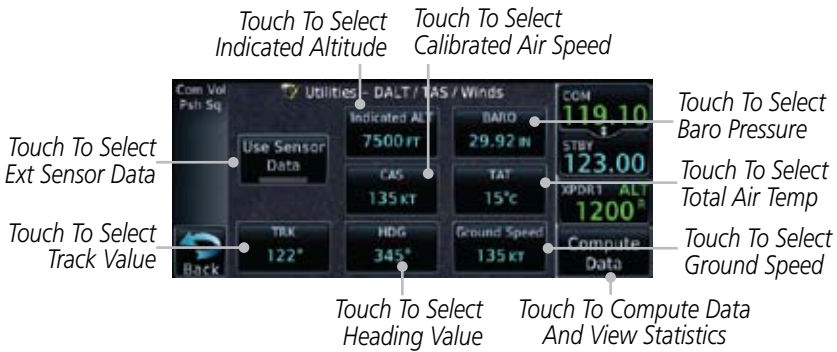 Touch To Select
Indicated Altitude
Touch To Select
Calibrated Air Speed
Touch To Select
Ext Sensor Data
Touch To Select
Track Value
Com Vol
Psh Sq
Utilities - DALT / TAS / Winds
Use Sensor
Data
Indicated ALT
7500 FT
BARO
29.92 IN
CAS
135 KT
TAT
15°C
TRK
122°
HDG
345°
Ground Speed
135 KT
Back
COM
119.10
STBY
123.00
XPDR1 ALT
1200 R
Compute
Data
Touch To Select
Baro Pressure
Touch To Select
Total Air Temp
Touch To Select
Ground Speed
Touch To Select
Heading Value
Touch To Compute Data
And View Statistics